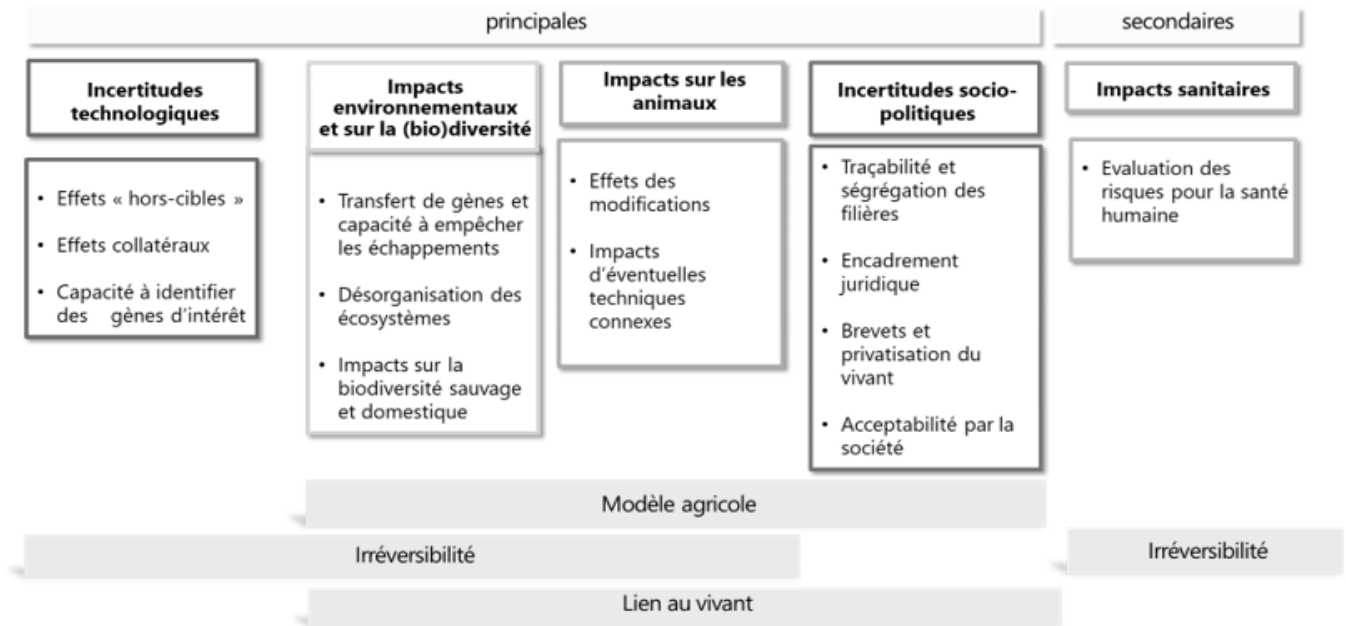 principales
secondaires
Incertitudes
technologiques
Impacts
environnementaux
et sur la (bio)diversité
Impacts sur les
animaux
Incertitudes socio-
politiques
Impacts sanitaires
• Effets « hors-cibles »
• Effets collatéraux
• Capacité à identifier
des gènes d'intérêt
• Transfert de gènes et
capacité à empêcher
les échappements
• Désorganisation des
écosystèmes
• Impacts sur la
biodiversité sauvage
et domestique
• Effets des
modifications
• Impacts
d'éventuelles
techniques
connexes
• Traçabilité et
ségrégation des
filières
• Encadrement
juridique
• Brevets et
privatisation du
vivant
• Acceptabilité par la
société
• Evaluation des
risques pour la santé
humaine
Modèle agricole
Irréversibilité
Irréversibilité
Lien au vivant